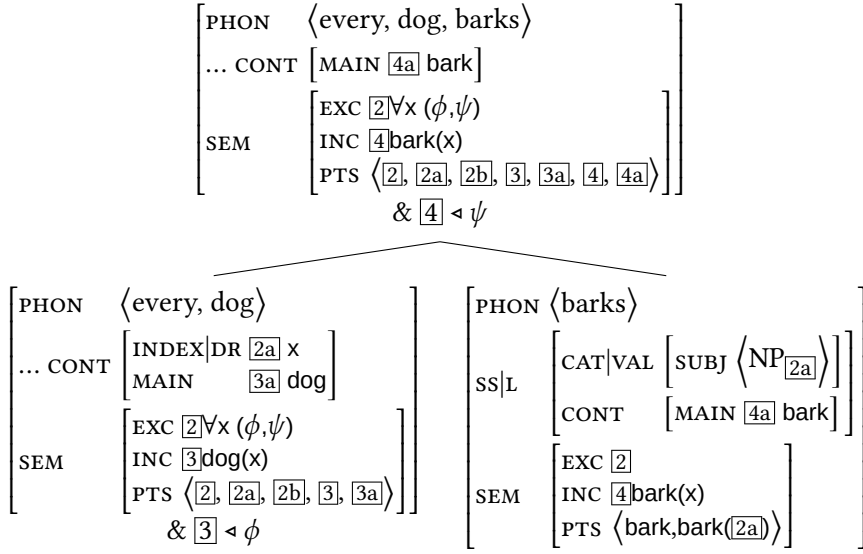 PHON ⟨every, dog, barks⟩
... CONT [MAIN 4a bark]
SEM
EXC 2 ∀x (ϕ,ψ)
INC 4 bark(x)
PTS ⟨2, 2a, 2b, 3, 3a, 4, 4a⟩
& 4 ◁ ψ
PHON ⟨every, dog⟩
... CONT
INDEX|DR 2a x
MAIN 3a dog
SEM
EXC 2 ∀x (ϕ,ψ)
INC 3 dog(x)
PTS ⟨2, 2a, 2b, 3, 3a⟩
& 3 ◁ ϕ
PHON ⟨barks⟩
SS|L
CAT|VAL [SUBJ ⟨NP 2a⟩]
CONT [MAIN 4a bark]
SEM
EXC 2
INC 4 bark(x)
PTS ⟨bark,bark(2a)⟩